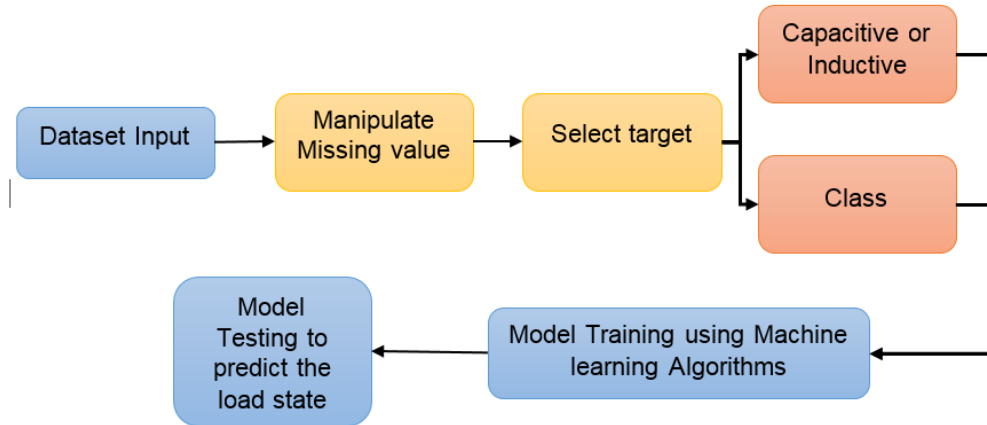 Dataset Input
Manipulate
Missing value
Select target
Capacitive or
Inductive
Class
Model Training using Machine
learning Algorithms
Model
Testing to
predict the
load state